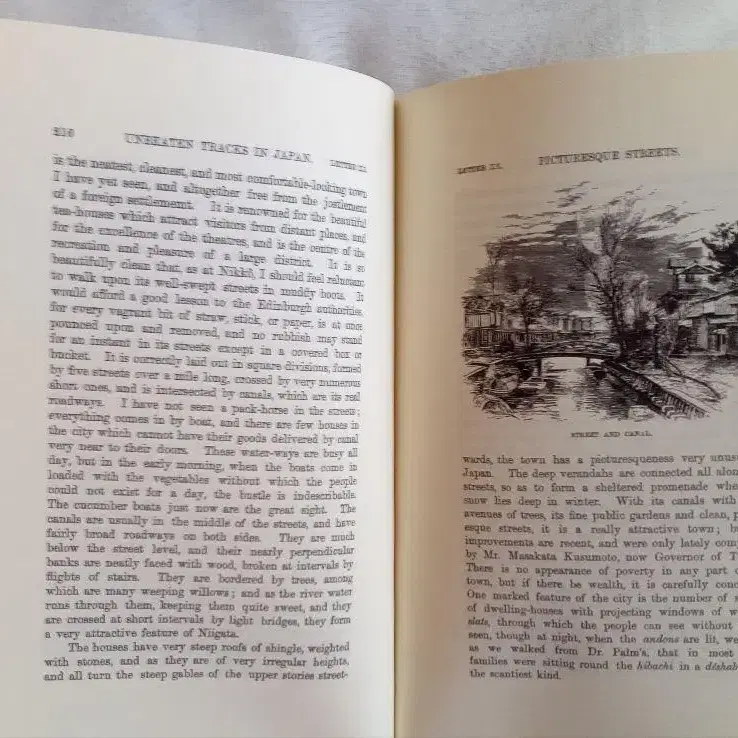 210 UNBEATEN TRACKS IN JAPAN. LETTER XX.
is the neatest, cleanest, and most comfortable-looking town
I have yet seen, and altogether free from the jostlement
of a foreign settlement. It is renowned for the beautiful
tea-houses which attract visitors from distant places, and
for the excellence of the theatres, and is the centre of the
recreation and pleasure of a large district. It is so
beautifully clean that, as at Nikkô, I should feel reluctant
to walk upon its well-swept streets in muddy boots. It
would afford a good lesson to the Edinburgh authorities,
for every vagrant bit of straw, stick, or paper, is at once
pounced upon and removed, and no rubbish may stand
for an instant in its streets except in a covered box or
bucket. It is correctly laid out in square divisions, formed
by five streets over a mile long, crossed by very numerous
short ones, and is intersected by canals, which are its real
roadways. I have not seen a pack-horse in the streets;
everything comes in by boat, and there are few houses in
the city which cannot have their goods delivered by canal
very near to their doors. These water-ways are busy all
day, but in the early morning, when the boats come in
loaded with the vegetables without which the people
could not exist for a day, the bustle is indescribable.
The cucumber boats just now are the great sight. The
canals are usually in the middle of the streets, and have
fairly broad roadways on both sides. They are much
below the street level, and their nearly perpendicular
banks are neatly faced with wood, broken at intervals by
flights of stairs. They are bordered by trees, among
which are many weeping willows; and as the river water
runs through them, keeping them quite sweet, and they
are crossed at short intervals by light bridges, they form
a very attractive feature of Niigata.
The houses have very steep roofs of shingle, weighted
with stones, and as they are of very irregular heights,
and all turn the steep gables of the upper stories street-
LETTER XX. PICTURESQUE STREETS.
STREET AND CANAL.
wards, the town has a picturesqueness very unus
Japan. The deep verandahs are connected all alon
streets, so as to form a sheltered promenade whe
snow lies deep in winter. With its canals with
avenues of trees, its fine public gardens and clean, p
esque streets, it is a really attractive town; b
improvements are recent, and were only lately com
by Mr. Masakata Kusumoto, now Governor of T
There is no appearance of poverty in any part o
town, but if there be wealth, it is carefully conc
One marked feature of the city is the number of s
of dwelling-houses with projecting windows of w
slats, through which the people can see without
seen, though at night, when the andons are lit, we
as we walked from Dr. Palm's, that in most
families were sitting round the hibachi in a déshab
the scantiest kind.